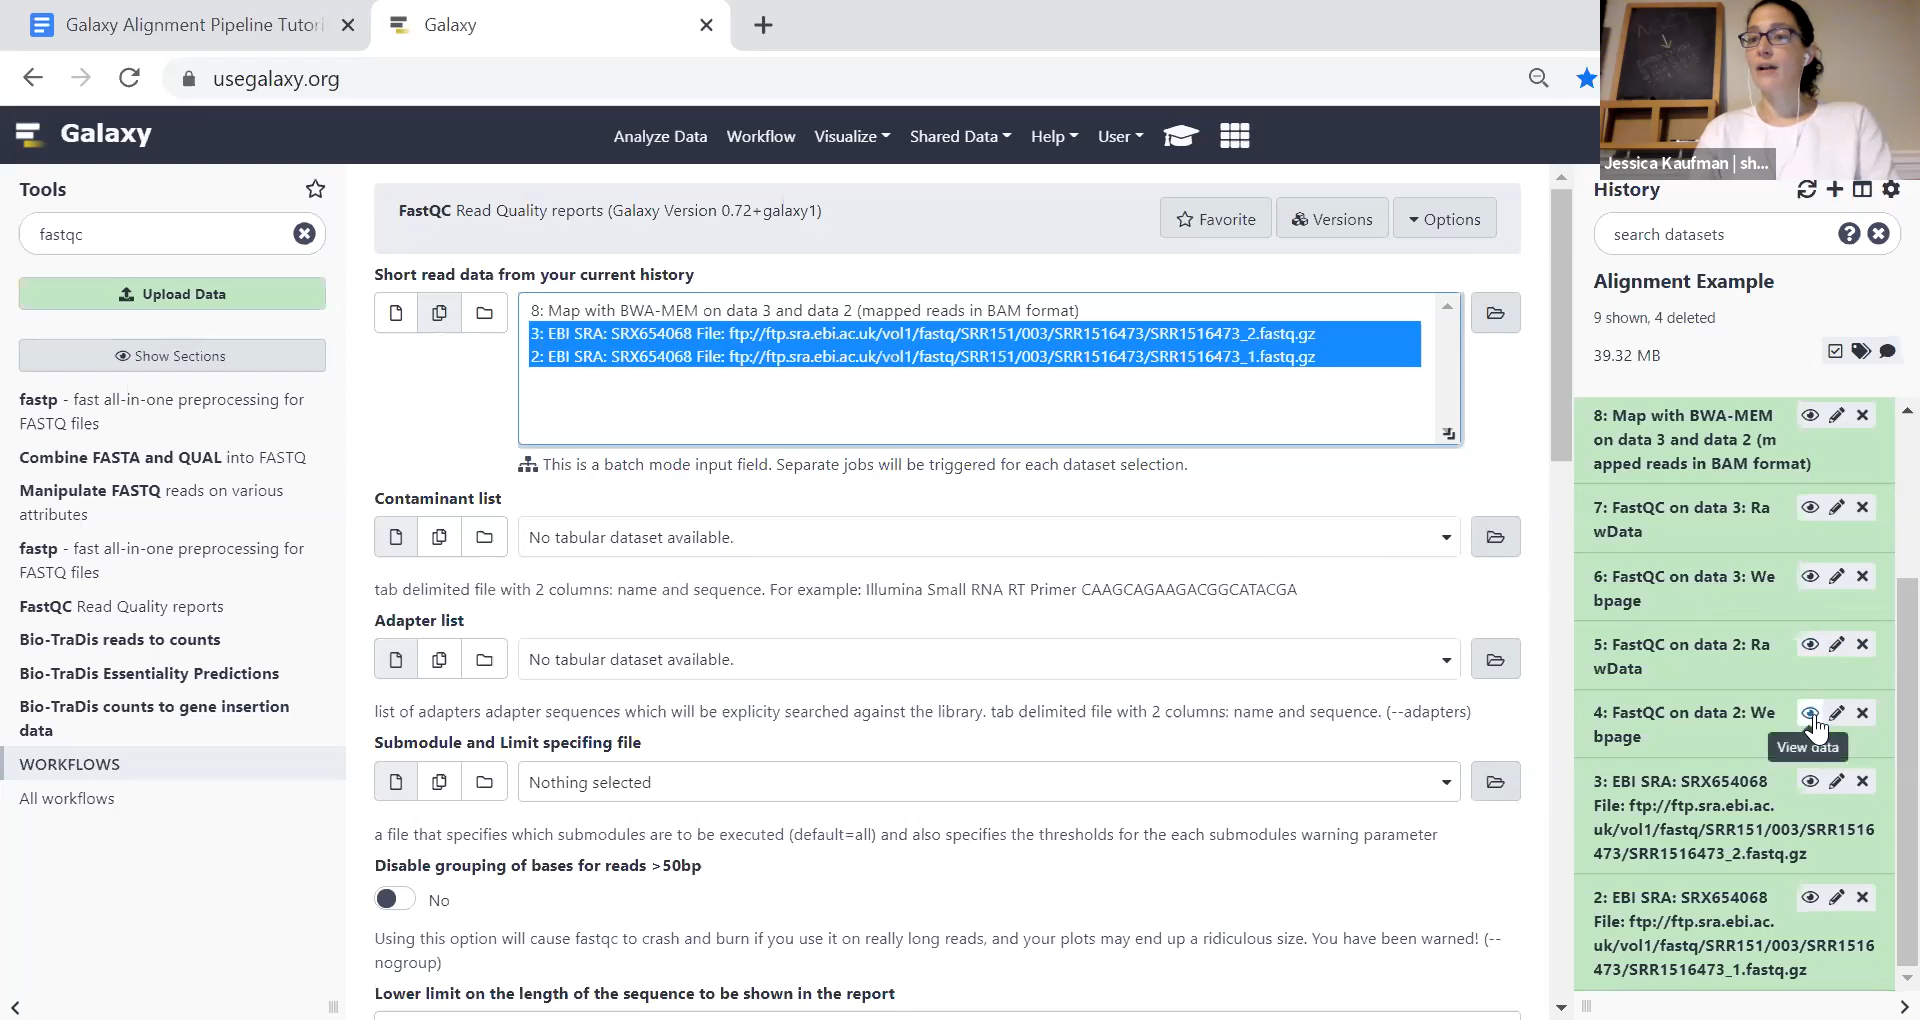 Galaxy Alignment Pipeline Tutor
Galaxy
usegalaxy.org
Galaxy
Analyze Data
Workflow
Visualize
Shared Data
Help
User
Jessica Kaufman | sh...
Tools
fastqc
Upload Data
Show Sections
fastp - fast all-in-one preprocessing for
FASTQ files
Combine FASTA and QUAL into FASTQ
Manipulate FASTQ reads on various
attributes
fastp - fast all-in-one preprocessing for
FASTQ files
FastQC Read Quality reports
Bio-TraDis reads to counts
Bio-TraDis Essentiality Predictions
Bio-TraDis counts to gene insertion
data
WORKFLOWS
All workflows
FastQC Read Quality reports (Galaxy Version 0.72+galaxy1)
Favorite
Versions
Options
Short read data from your current history
8: Map with BWA-MEM on data 3 and data 2 (mapped reads in BAM format)
3: EBI SRA: SRX654068 File: ftp://ftp.sra.ebi.ac.uk/vol1/fastq/SRR151/003/SRR1516473/SRR1516473_2.fastq.gz
2: EBI SRA: SRX654068 File: ftp://ftp.sra.ebi.ac.uk/vol1/fastq/SRR151/003/SRR1516473/SRR1516473_1.fastq.gz
This is a batch mode input field. Separate jobs will be triggered for each dataset selection.
Contaminant list
No tabular dataset available.
tab delimited file with 2 columns: name and sequence. For example: Illumina Small RNA RT Primer CAAGCAGAAGACGGCATACGA
Adapter list
No tabular dataset available.
list of adapters adapter sequences which will be explicity searched against the library. tab delimited file with 2 columns: name and sequence. (--adapters)
Submodule and Limit specifing file
Nothing selected
a file that specifies which submodules are to be executed (default=all) and also specifies the thresholds for the each submodules warning parameter
Disable grouping of bases for reads >50bp
No
Using this option will cause fastqc to crash and burn if you use it on really long reads, and your plots may end up a ridiculous size. You have been warned! (--
nogroup)
Lower limit on the length of the sequence to be shown in the report
History
search datasets
Alignment Example
9 shown, 4 deleted
39.32 MB
8: Map with BWA-MEM
on data 3 and data 2 (m
apped reads in BAM format)
7: FastQC on data 3: Ra
wData
6: FastQC on data 3: We
bpage
5: FastQC on data 2: Ra
wData
4: FastQC on data 2: We
bpage
View data
3: EBI SRA: SRX654068
File: ftp://ftp.sra.ebi.ac.
uk/vol1/fastq/SRR151/003/SRR1516
473/SRR1516473_2.fastq.gz
2: EBI SRA: SRX654068
File: ftp://ftp.sra.ebi.ac.
uk/vol1/fastq/SRR151/003/SRR1516
473/SRR1516473_1.fastq.gz